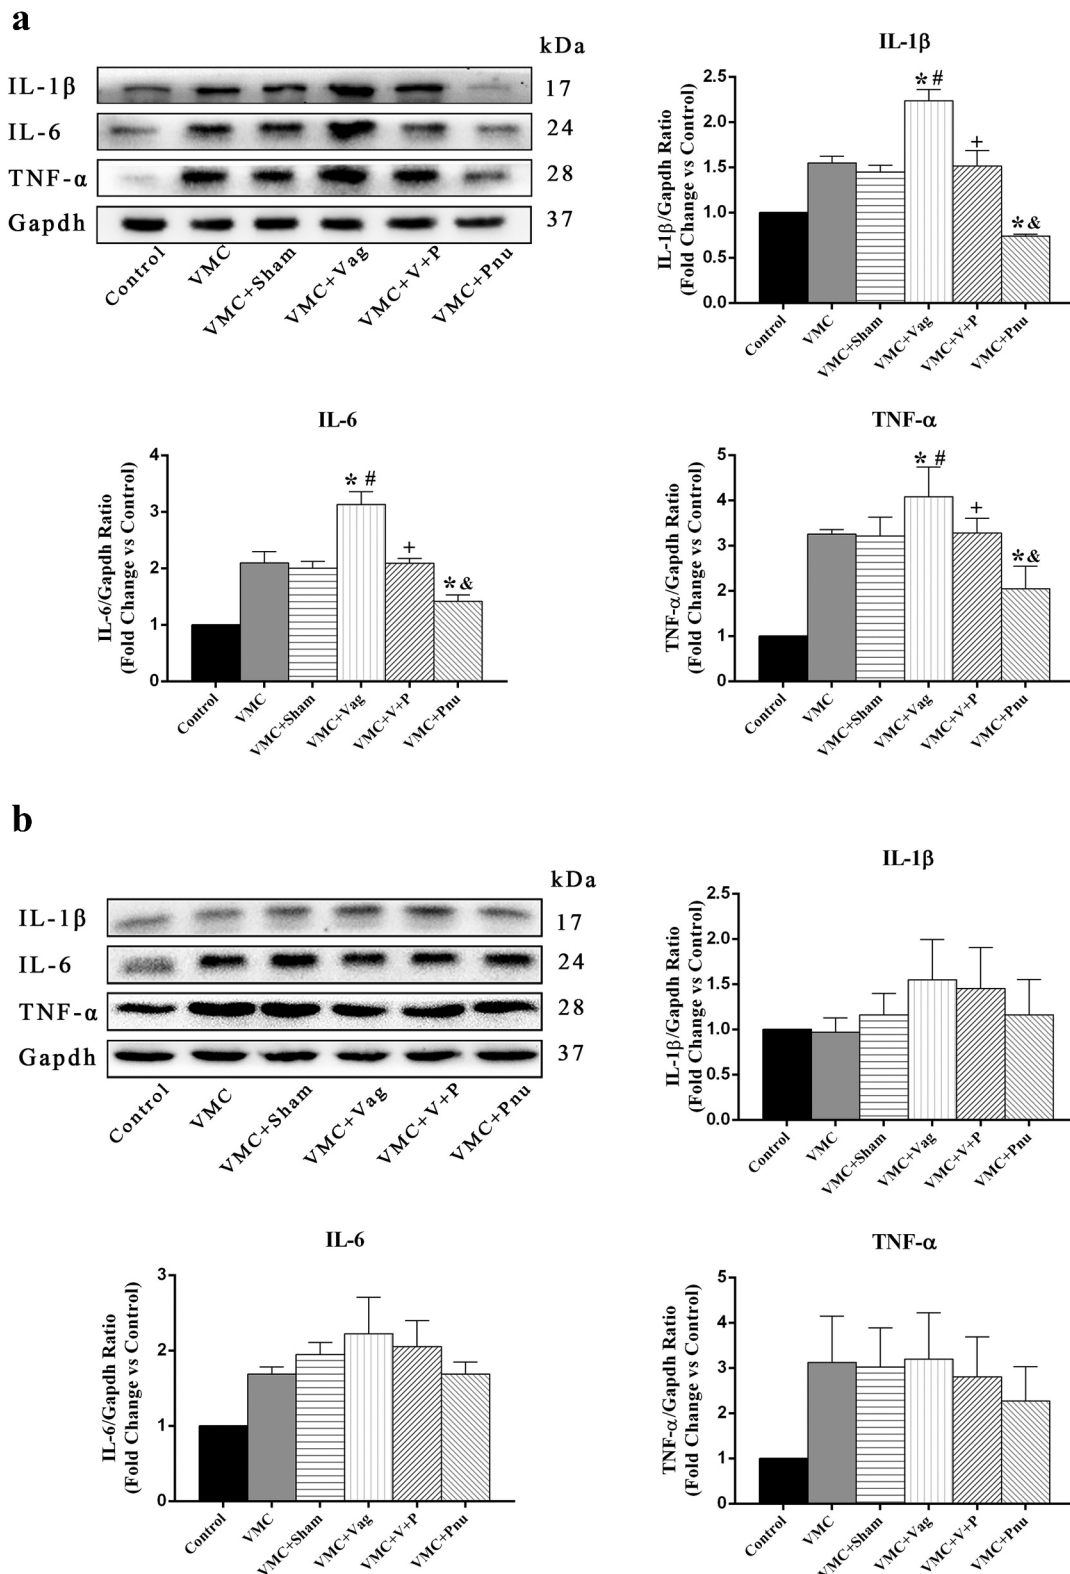 a
kDa
IL-1β 17
IL-6 24
TNF-α 28
Gapdh 37
Control VMC VMC+Sham VMC+Vag VMC+V+P VMC+Pnu
IL-1β
IL-1β/Gapdh Ratio
(Fold Change vs Control)
2.5
2.0
1.5
1.0
0.5
0.0
* #
+
* &
Control VMC VMC+Sham VMC+Vag VMC+V+P VMC+Pnu
IL-6
IL-6/Gapdh Ratio
(Fold Change vs Control)
4
3
2
1
0
* #
+
* &
Control VMC VMC+Sham VMC+Vag VMC+V+P VMC+Pnu
TNF-α
TNF-α/Gapdh Ratio
(Fold Change vs Control)
5
4
3
2
1
0
* #
+
* &
Control VMC VMC+Sham VMC+Vag VMC+V+P VMC+Pnu
b
kDa
IL-1β 17
IL-6 24
TNF-α 28
Gapdh 37
Control VMC VMC+Sham VMC+Vag VMC+V+P VMC+Pnu
IL-1β
IL-1β/Gapdh Ratio
(Fold Change vs Control)
2.5
2.0
1.5
1.0
0.5
0.0
Control VMC VMC+Sham VMC+Vag VMC+V+P VMC+Pnu
IL-6
IL-6/Gapdh Ratio
(Fold Change vs Control)
3
2
1
0
Control VMC VMC+Sham VMC+Vag VMC+V+P VMC+Pnu
TNF-α
TNF-α/Gapdh Ratio
(Fold Change vs Control)
5
4
3
2
1
0
Control VMC VMC+Sham VMC+Vag VMC+V+P VMC+Pnu